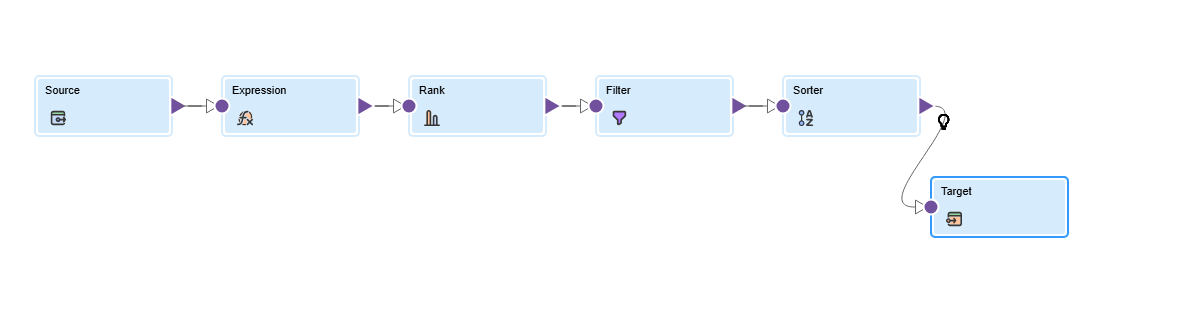 Source
Expression
Rank
Filter
Sorter
Target